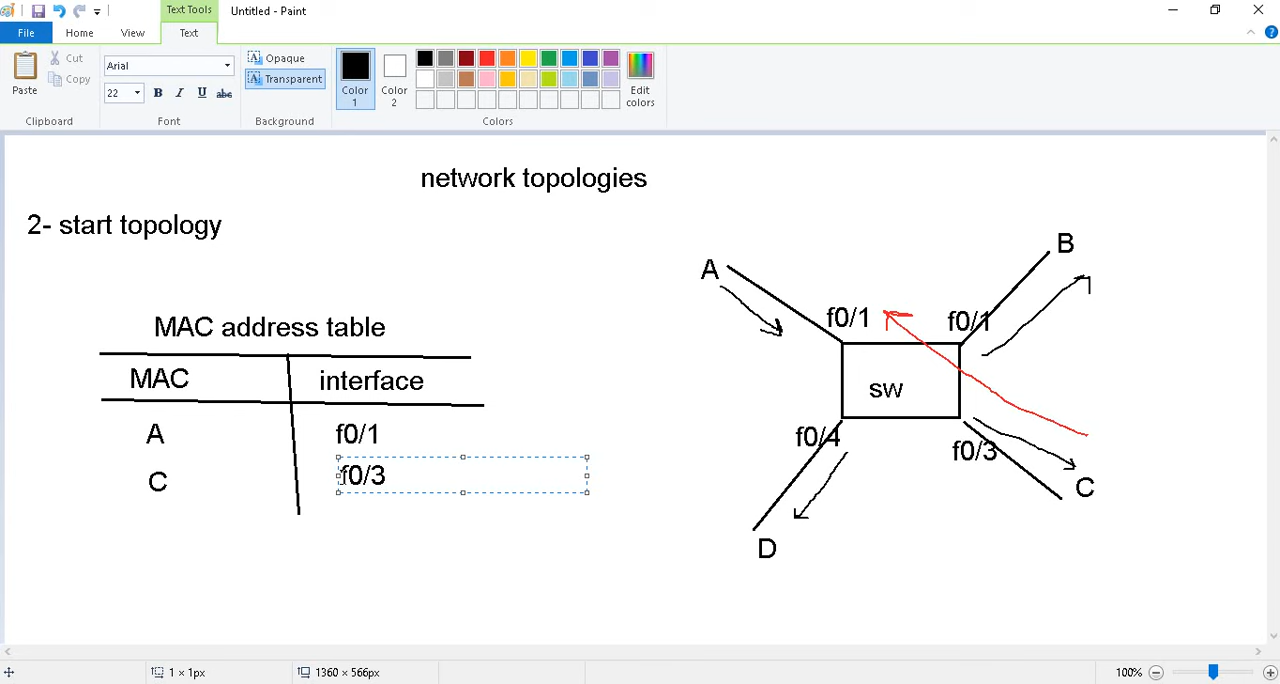 Text Tools
Untitled - Paint
File
Home
View
Text
Paste
Cut
Copy
Clipboard
Arial
22
B I U abc
Font
Opaque
Transparent
Background
Color 1
Color 2
Edit colors
Colors
network topologies
2- start topology
MAC address table
MAC interface
A f0/1
C f0/3
A
B
f0/1
f0/1
sw
f0/4
f0/3
C
D
1 × 1px
1360 × 566px
100%